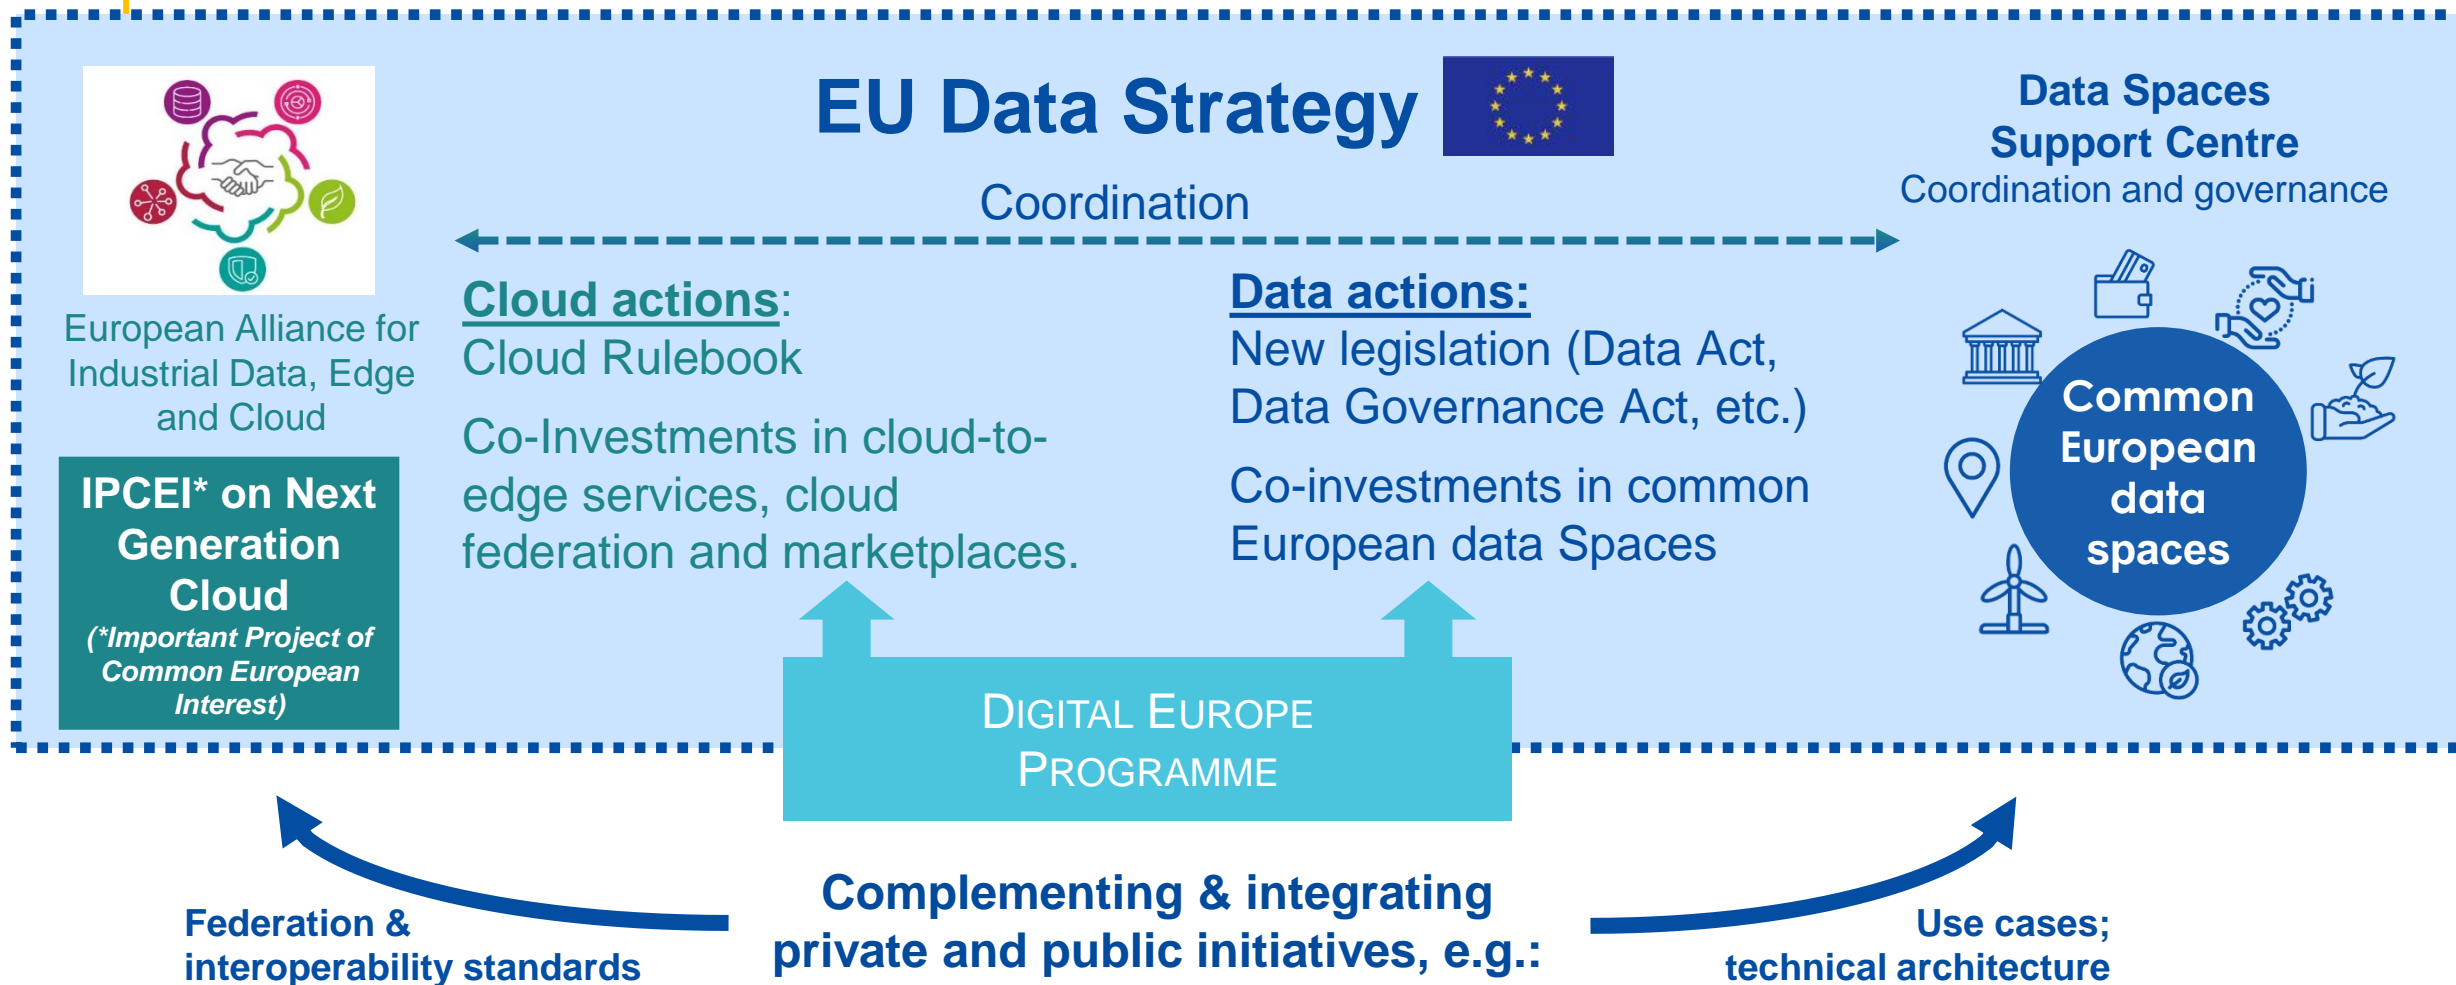 EU Data Strategy
Coordination
European Alliance for
Industrial Data, Edge
and Cloud
IPCEI* on Next
Generation
Cloud
(*Important Project of
Common European
Interest)
Cloud actions:
Cloud Rulebook
Co-Investments in cloud-to-
edge services, cloud
federation and marketplaces.
Data actions:
New legislation (Data Act,
Data Governance Act, etc.)
Co-investments in common
European data Spaces
Data Spaces
Support Centre
Coordination and governance
Common
European
data
spaces
DIGITAL EUROPE
PROGRAMME
Federation &
interoperability standards
Complementing & integrating
private and public initiatives, e.g.:
Use cases;
technical architecture